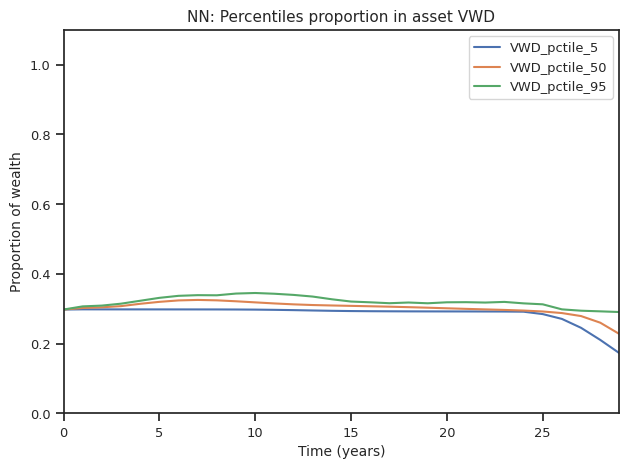 NN: Percentiles proportion in asset VWD
VWD_pctile_5
VWD_pctile_50
VWD_pctile_95
Proportion of wealth
1.0
0.8
0.6
0.4
0.2
0.0
0 5 10 15 20 25
Time (years)